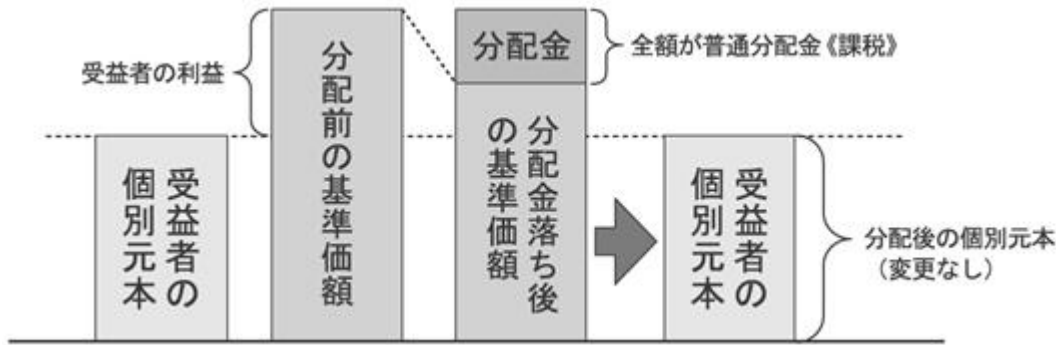 受益者の利益
受益者の
個別元本
分配前の基準価額
分配金
全額が普通分配金《課税》
分配金落ち後
の基準価額
受益者の
個別元本
分配後の個別元本
（変更なし）